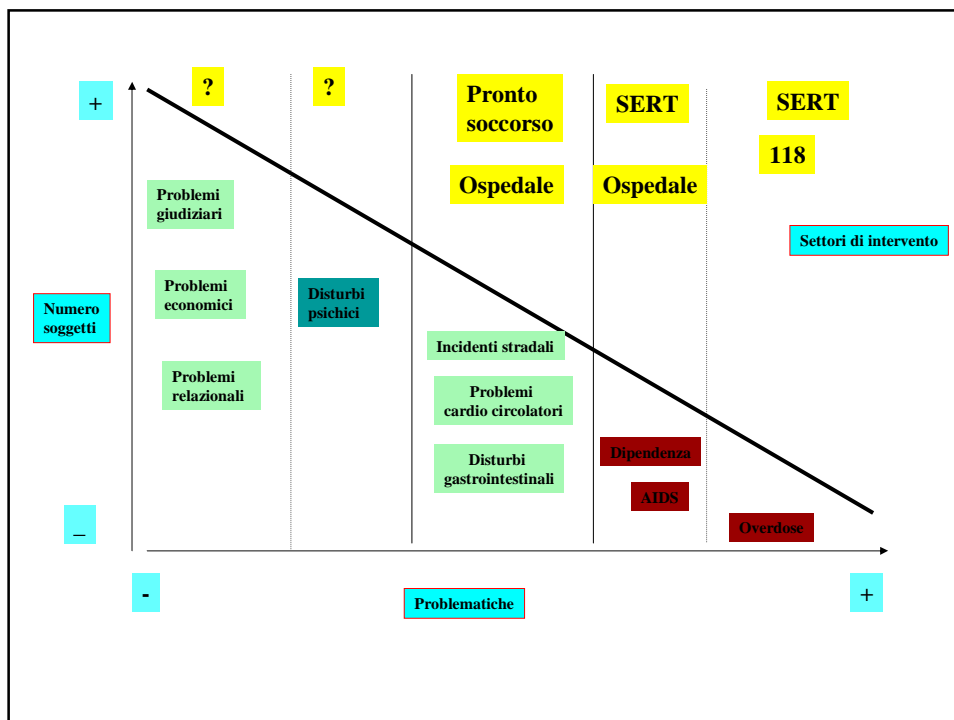 +
?
?
Pronto
soccorso
SERT
SERT
118
Ospedale
Ospedale
Problemi
giudiziari
Settori di intervento
Problemi
economici
Disturbi
psichici
Numero
soggetti
Incidenti stradali
Problemi
relazionali
Problemi
cardio circolatori
Disturbi
gastrointestinali
Dipendenza
AIDS
Overdose
_
-
Problematiche
+